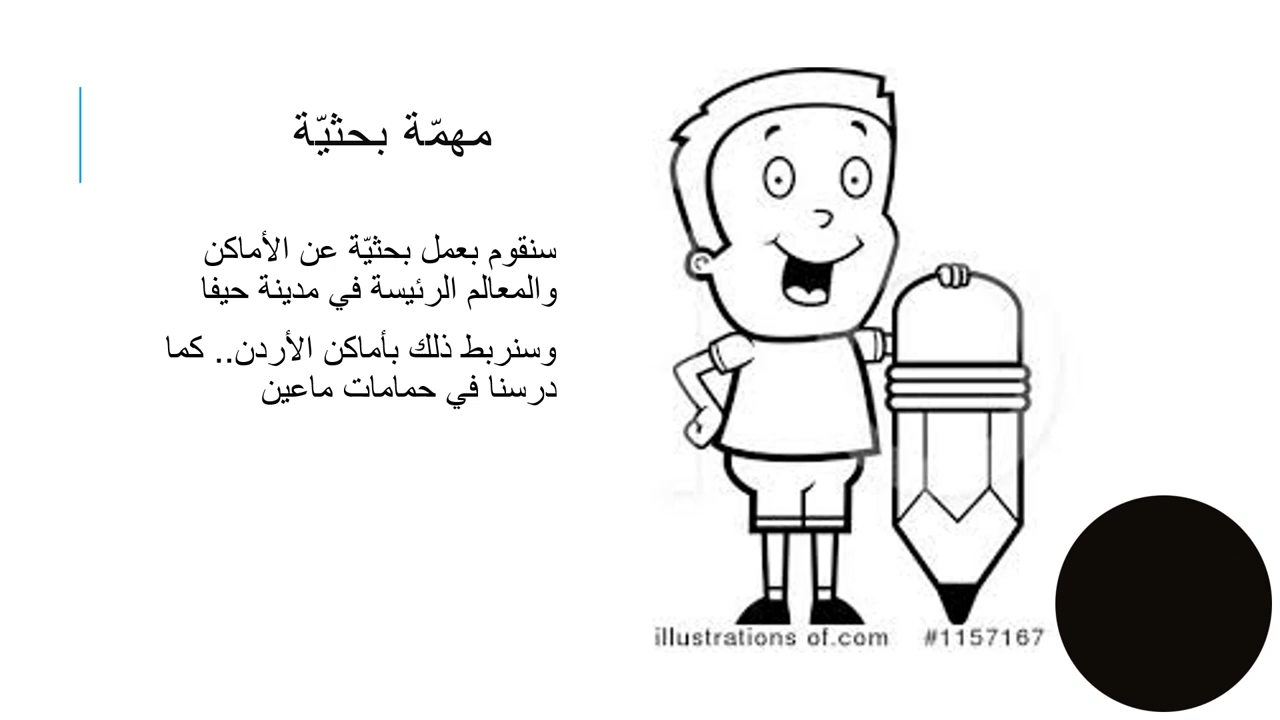 مهمّة بحثيّة
سنقوم بعمل بحثيّة عن الأماكن
والمعالم الرئيسة في مدينة حيفا
وسنربط ذلك بأماكن الأردن.. كما
درسنا في حمامات ماعين
illustrations of.com #1157167